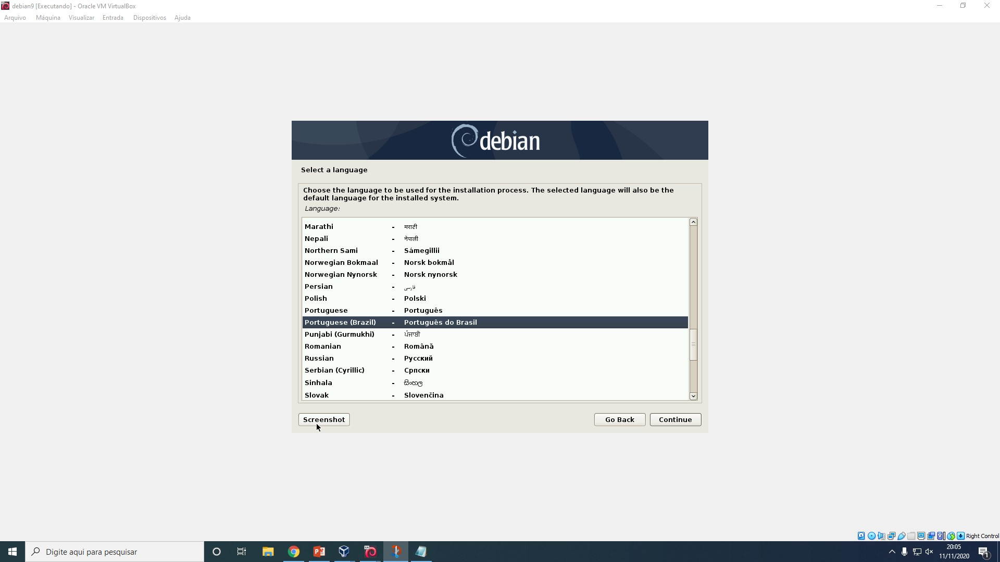 debian9 [Executando] - Oracle VM VirtualBox
Arquivo Máquina Visualizar Entrada Dispositivos Ajuda
debian
Select a language
Choose the language to be used for the installation process. The selected language will also be the
default language for the installed system.
Language:
Marathi - मराठी
Nepali - नेपाली
Northern Sami - Sámegillii
Norwegian Bokmaal - Norsk bokmål
Norwegian Nynorsk - Norsk nynorsk
Persian - فارسی
Polish - Polski
Portuguese - Português
Portuguese (Brazil) - Português do Brasil
Punjabi (Gurmukhi) - ਪੰਜਾਬੀ
Romanian - Română
Russian - Русский
Serbian (Cyrillic) - Српски
Sinhala - සිංහල
Slovak - Slovenčina
Screenshot Go Back Continue
Right Control
Digite aqui para pesquisar
20:05
11/11/2020
1